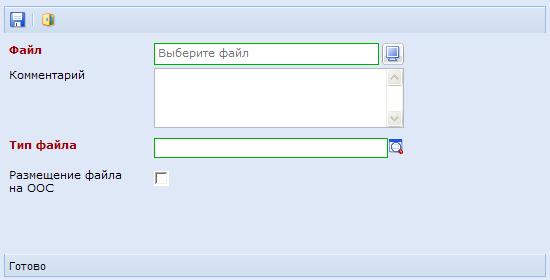 Файл
Выберите файл
Комментарий
Тип файла
Размещение файла
на ООС
Готово